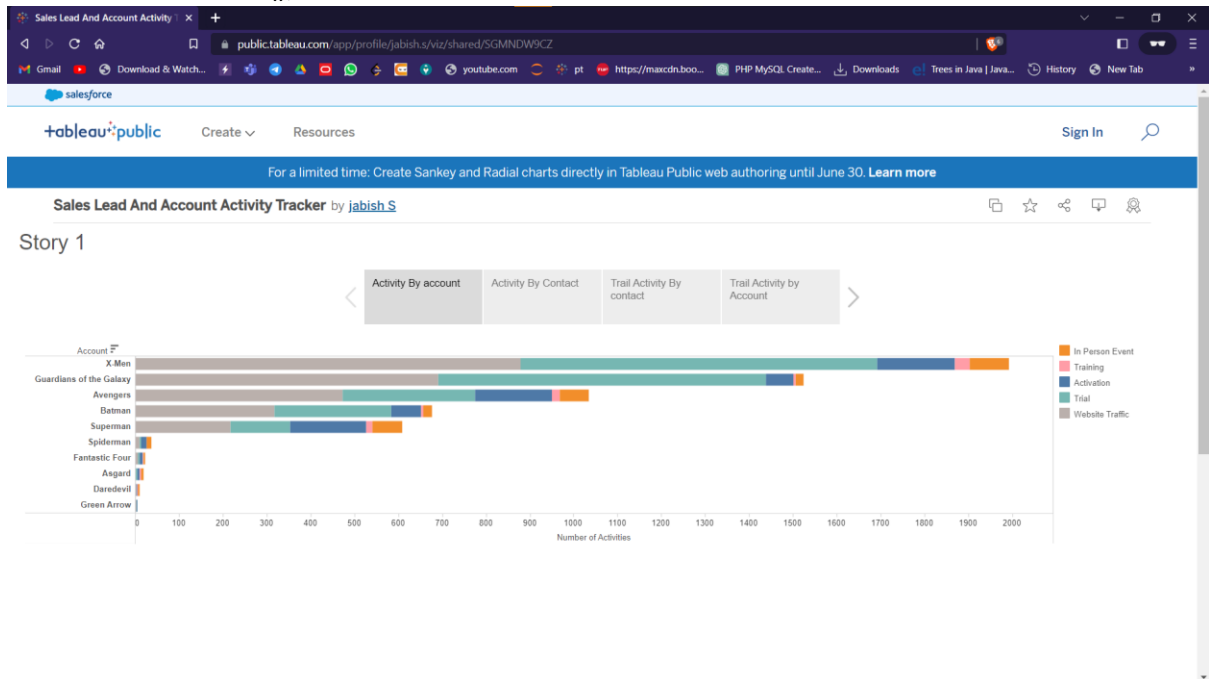 Sales Lead And Account Activity T
public.tableau.com/app/profile/jabish.s/viz/shared/SGMNDW9CZ
Gmail Download & Watch... youtube.com pt https://maxcdn.boo... PHP MySQL Create... Downloads Trees in Java | Java... History New Tab »
salesforce
+ableau public Create Resources Sign In
For a limited time: Create Sankey and Radial charts directly in Tableau Public web authoring until June 30. Learn more
Sales Lead And Account Activity Tracker by jabish S
Story 1
Activity By account
Activity By Contact
Trail Activity By
contact
Trail Activity by
Account
Account
X-Men
Guardians of the Galaxy
Avengers
Batman
Superman
Spiderman
Fantastic Four
Asgard
Daredevil
Green Arrow
0 100 200 300 400 500 600 700 800 900 1000 1100 1200 1300 1400 1500 1600 1700 1800 1900 2000
Number of Activities
In Person Event
Training
Activation
Trial
Website Traffic